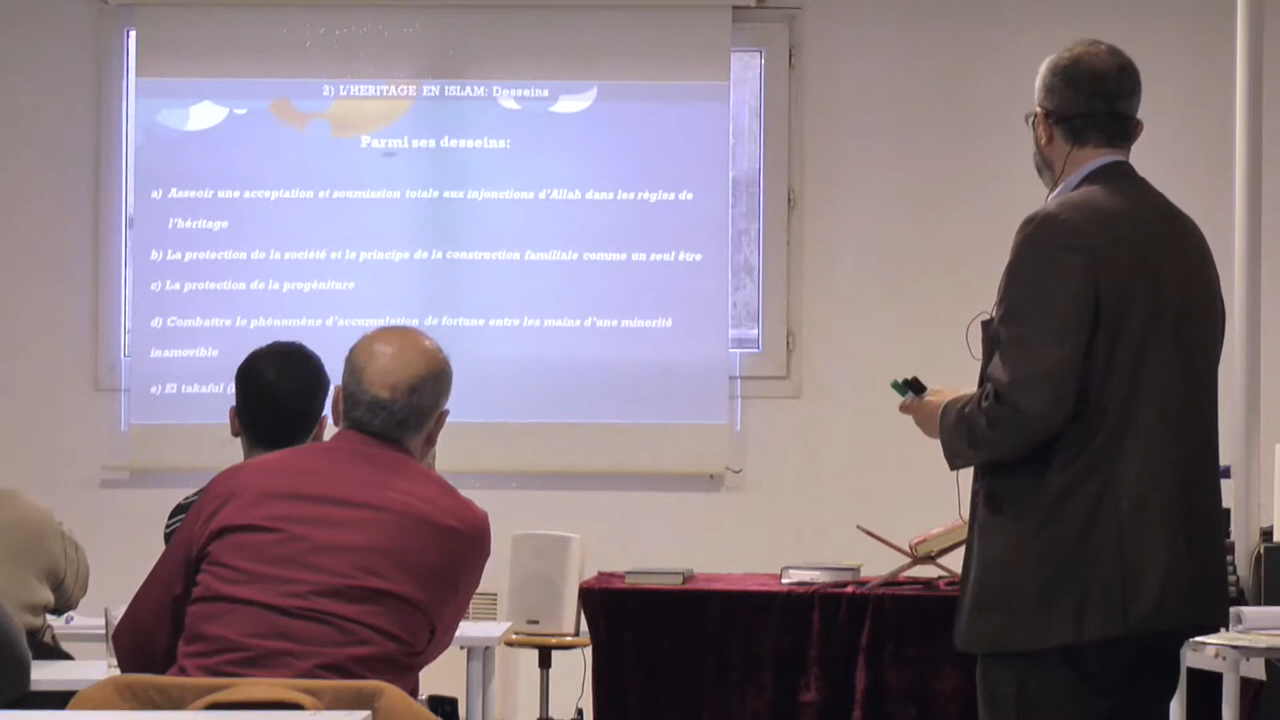 2) L'HERITAGE EN ISLAM: Desseins
Parmi ses desseins:
a) Asseoir une acceptation et soumission totale aux injonctions d'Allah dans les règles de
l'héritage
b) La protection de la société et le principe de la construction familiale comme un seul être
c) La protection de la progéniture
d) Combattre le phénomène d'accumulation de fortune entre les mains d'une minorité
inamovible
e) El takaful